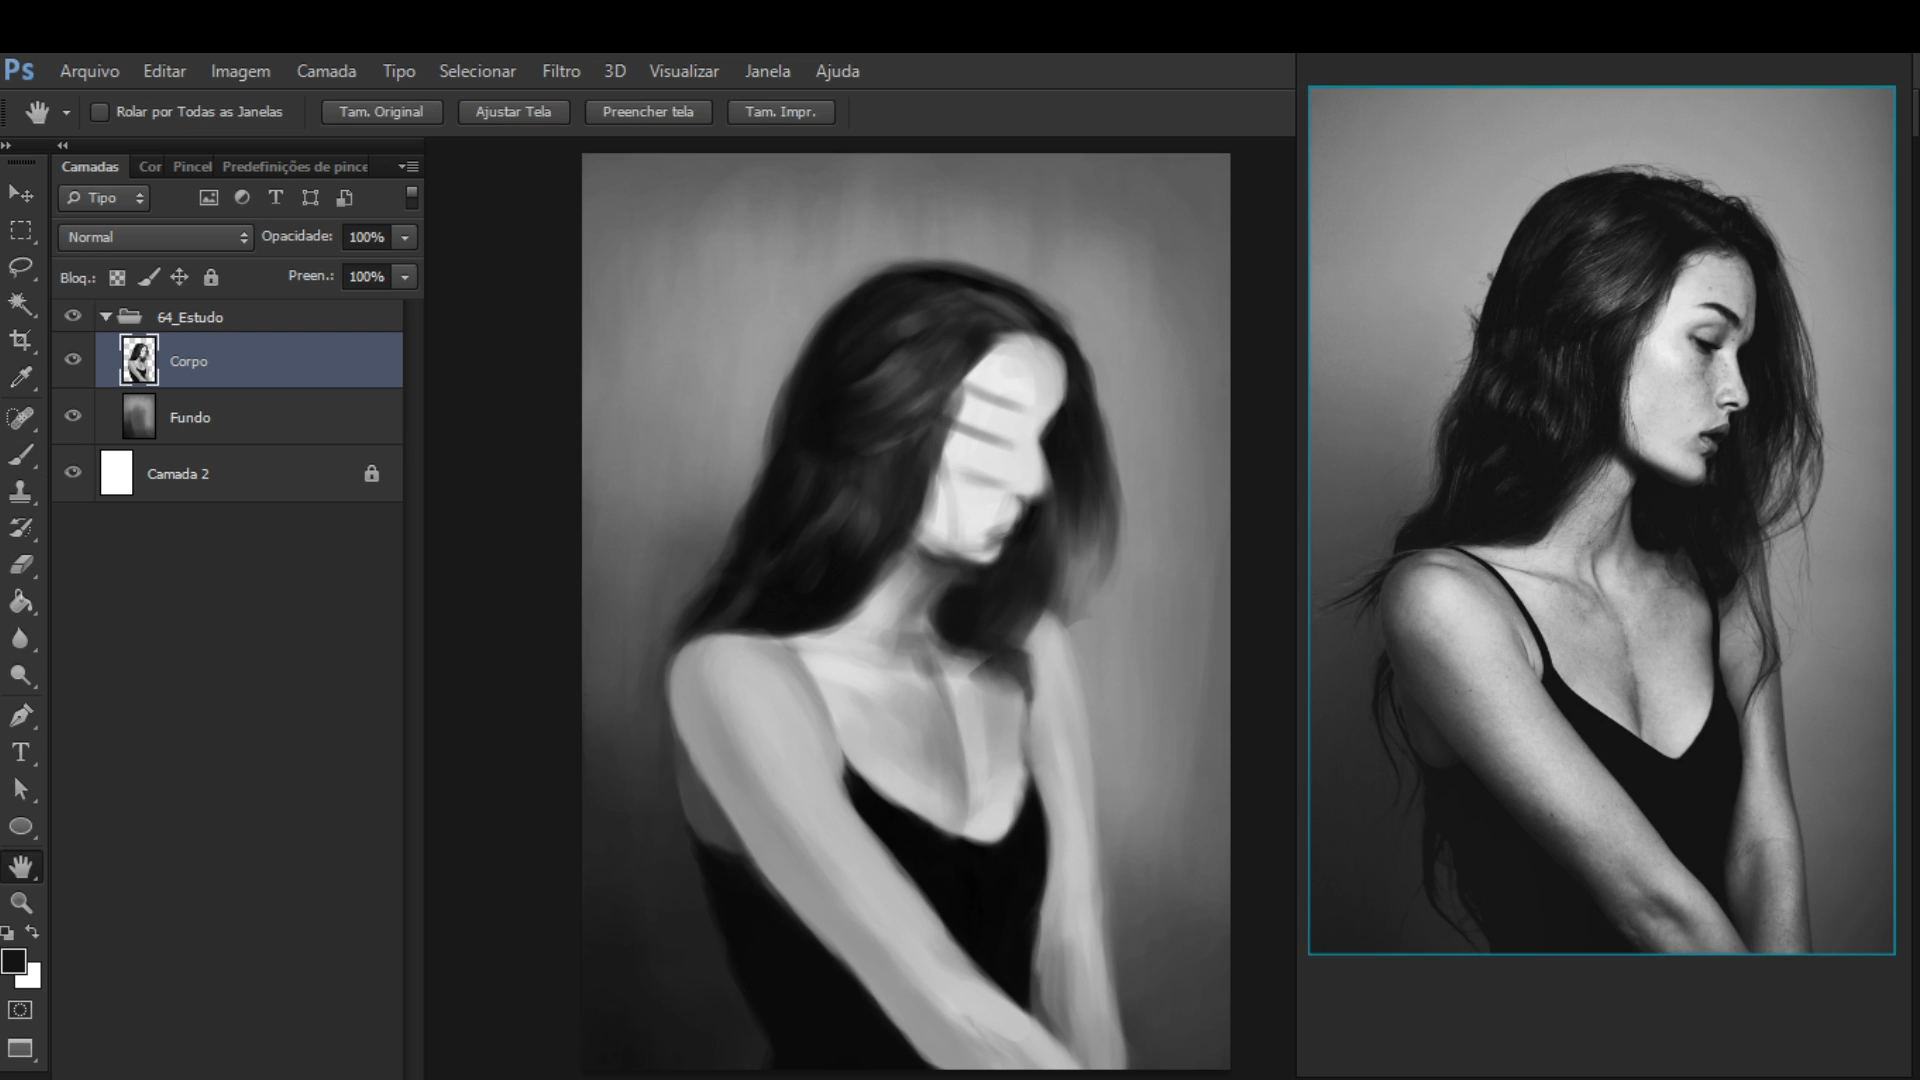 Ps Arquivo Editar Imagem Camada Tipo Selecionar Filtro 3D Visualizar Janela Ajuda
Rolar por Todas as Janelas Tam. Original Ajustar Tela Preencher tela Tam. Impr.
Camadas Cor Pincel Predefinições de pince
Tipo
Normal Opacidade: 100%
Bloq.: Preen.: 100%
64_Estudo
Corpo
Fundo
Camada 2